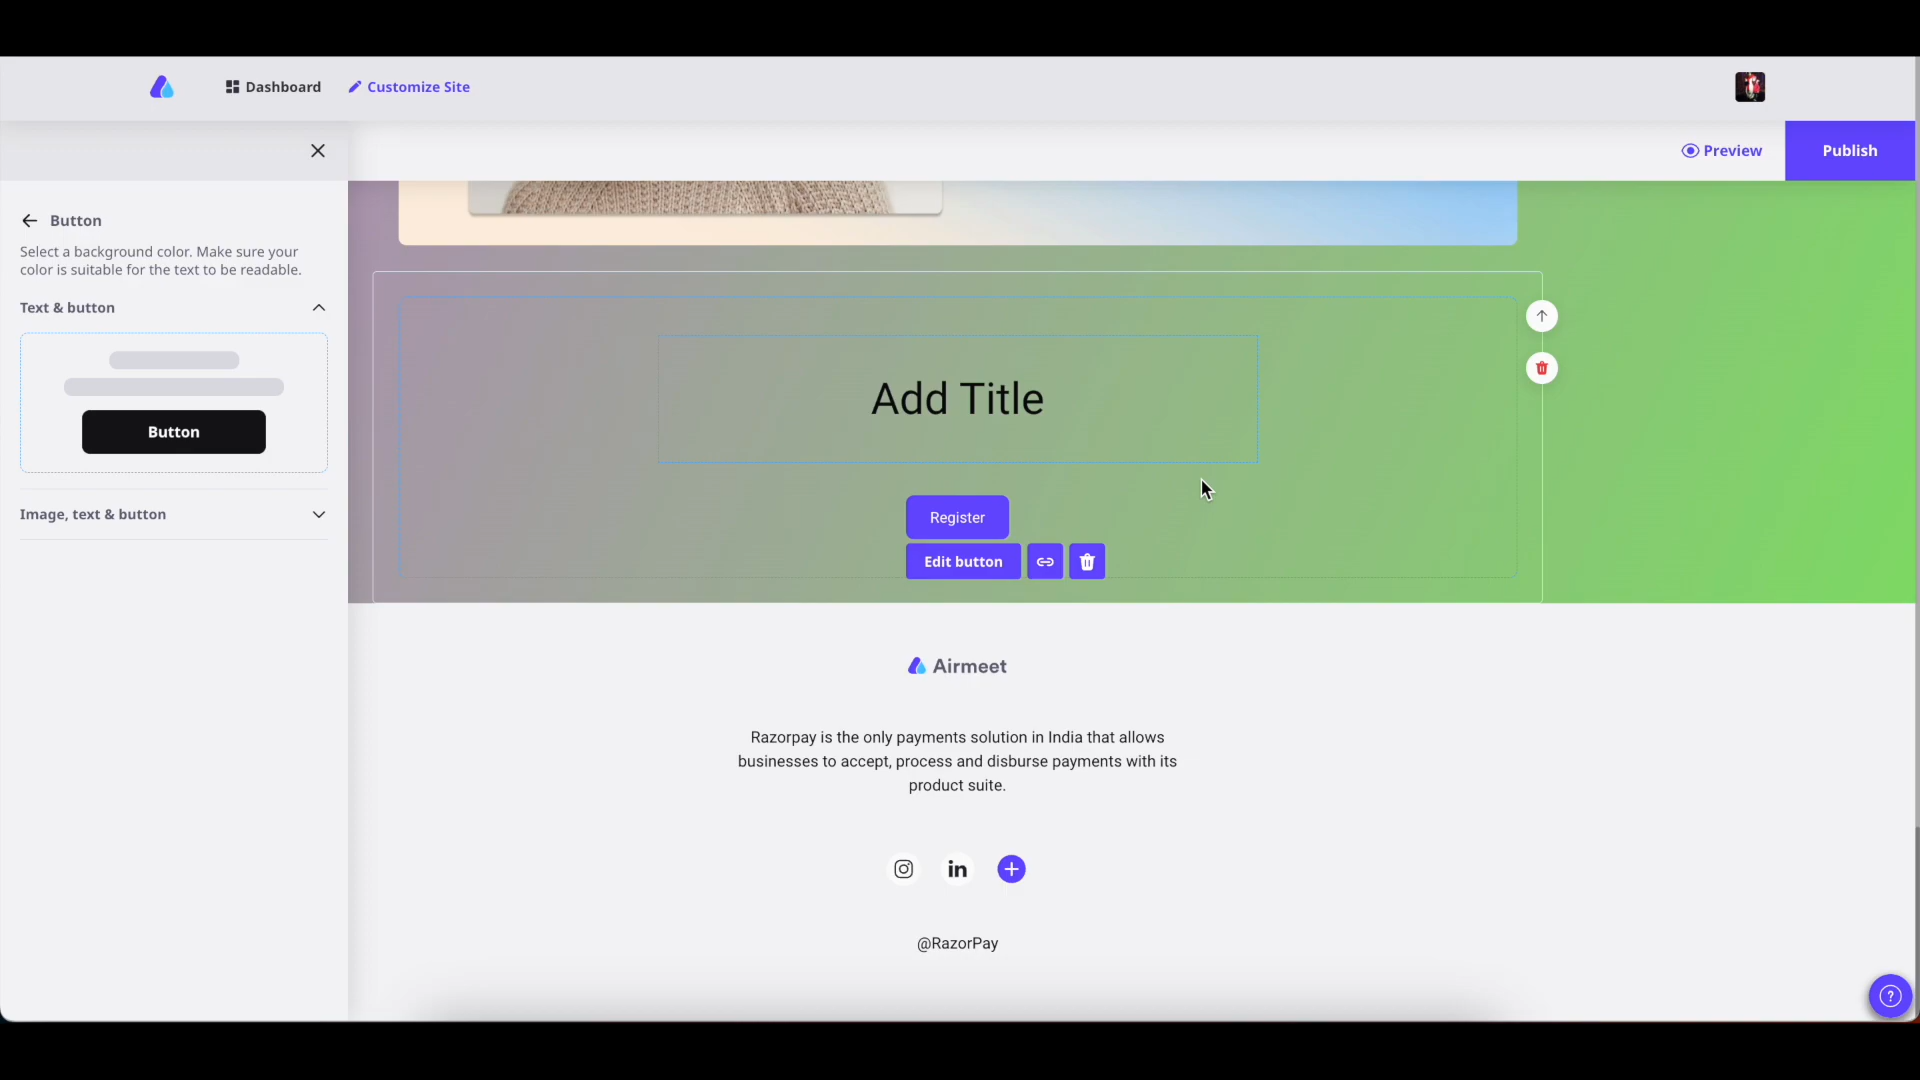 Dashboard
Customize Site
Preview
Publish
Button
Select a background color. Make sure your
color is suitable for the text to be readable.
Text & button
Button
Image, text & button
Add Title
Register
Edit button
Airmeet
Razorpay is the only payments solution in India that allows
businesses to accept, process and disburse payments with its
product suite.
in
@RazorPay
?